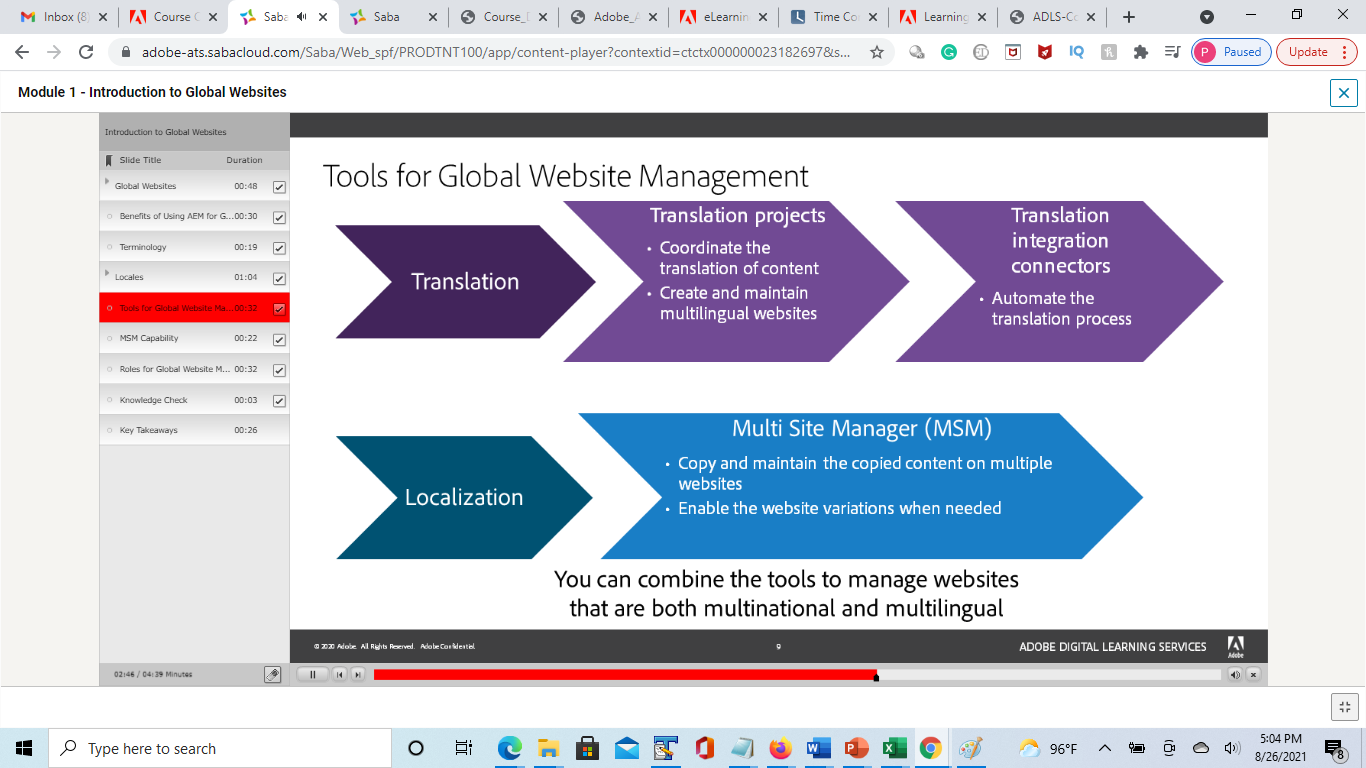 Inbox (8)
Course C
Saba
Saba
Course_D
Adobe_A
eLearnin
Time Co
Learning
ADLS-Co
adobe-ats.sabacloud.com/Saba/Web_spf/PRODTNT100/app/content-player?contextid=ctctx000000023182697&s...
P Paused
Update
Module 1 - Introduction to Global Websites
Introduction to Global Websites
Slide Title Duration
Global Websites 00:48
Benefits of Using AEM for G...00:30
Terminology 00:19
Locales 01:04
Tools for Global Website Ma...00:32
MSM Capability 00:22
Roles for Global Website M... 00:32
Knowledge Check 00:03
Key Takeaways 00:26
02:46 / 04:39 Minutes
Tools for Global Website Management
Translation
Translation projects
• Coordinate the
translation of content
• Create and maintain
multilingual websites
Translation
integration
connectors
• Automate the
translation process
Localization
Multi Site Manager (MSM)
• Copy and maintain the copied content on multiple
websites
• Enable the website variations when needed
You can combine the tools to manage websites
that are both multinational and multilingual
© 2020 Adobe. All Rights Reserved. Adobe Confidential.
9
ADOBE DIGITAL LEARNING SERVICES
Adobe
Type here to search
96°F
5:04 PM
8/26/2021
8